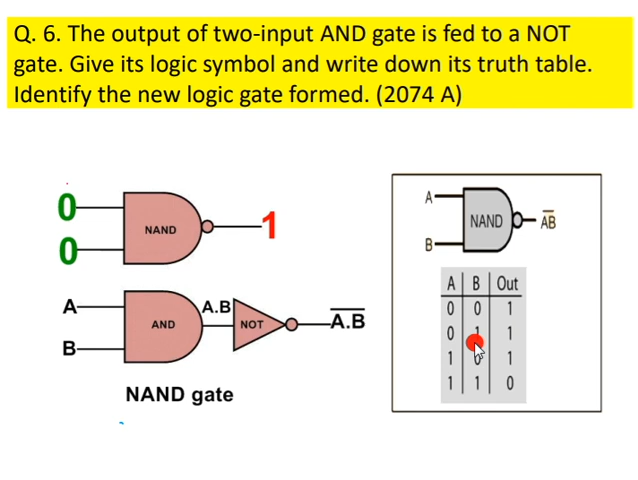 Q. 6. The output of two-input AND gate is fed to a NOT
gate. Give its logic symbol and write down its truth table.
Identify the new logic gate formed. (2074 A)
0
0
NAND
1
A
B
AND
A.B
NOT
A̅.̅B̅
NAND gate
A
B
NAND
A̅B̅
A B Out
0 0 1
0 1 1
1 0 1
1 1 0